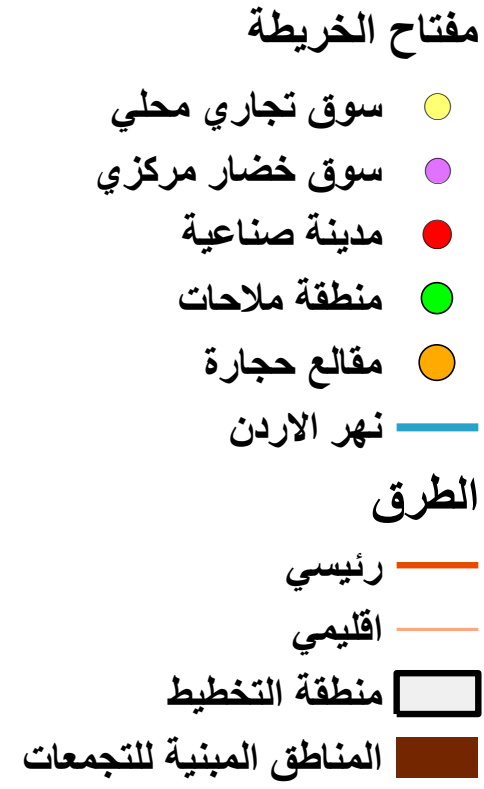 مفتاح الخريطة
سوق تجاري محلي
سوق خضار مركزي
مدينة صناعية
منطقة ملاحات
مقالع حجارة
نهر الاردن
الطرق
رئيسي
اقليمي
منطقة التخطيط
المناطق المبنية للتجمعات